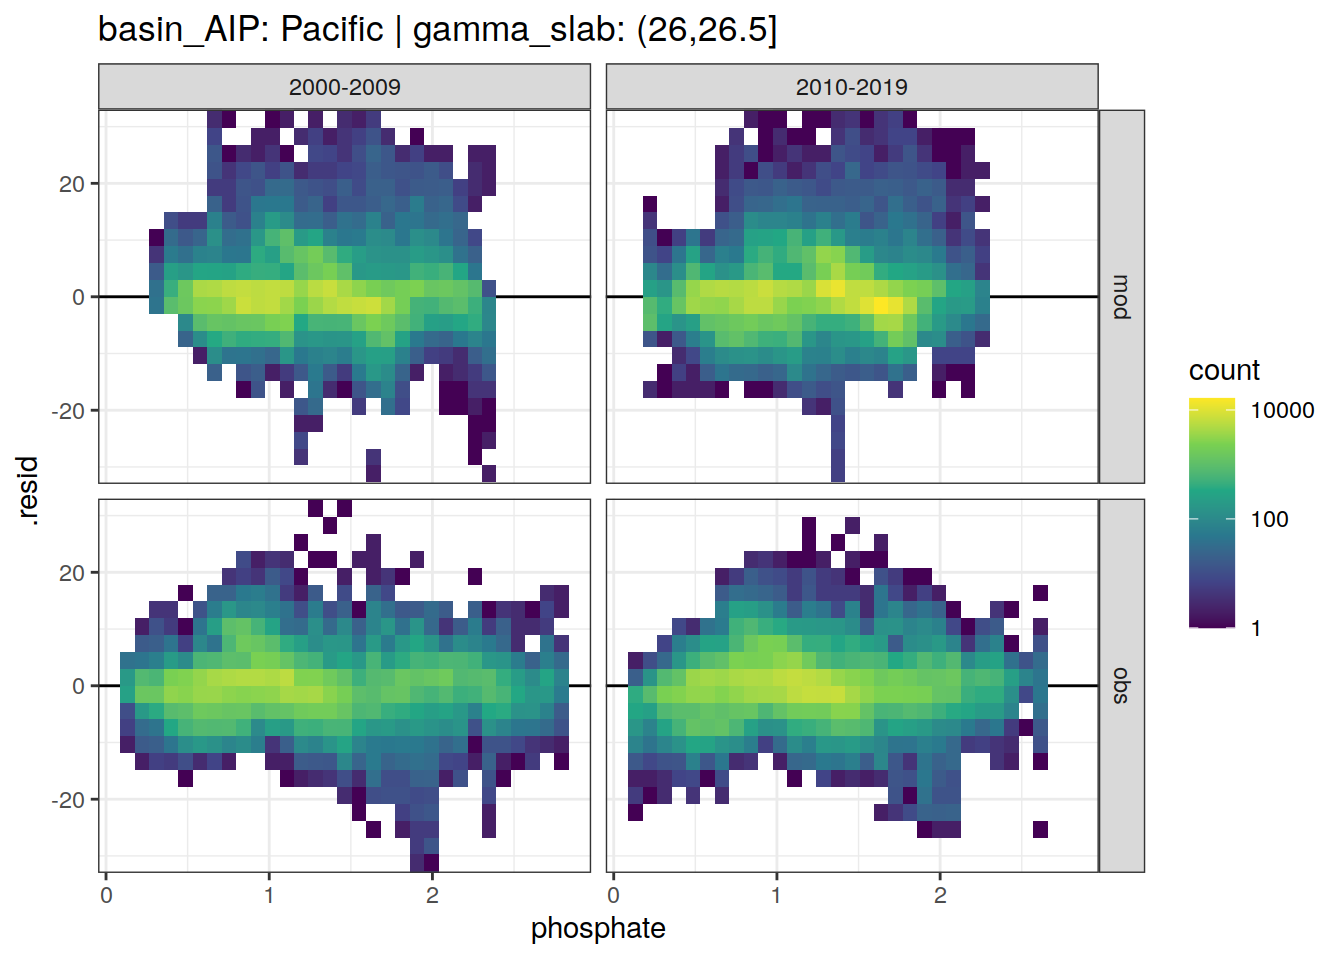 basin_AIP: Pacific | gamma_slab: (26,26.5]
2000-2009
2010-2019
20
0
-20
mod
20
0
-20
obs
.resid
0
1
2
0
1
2
phosphate
count
10000
100
1